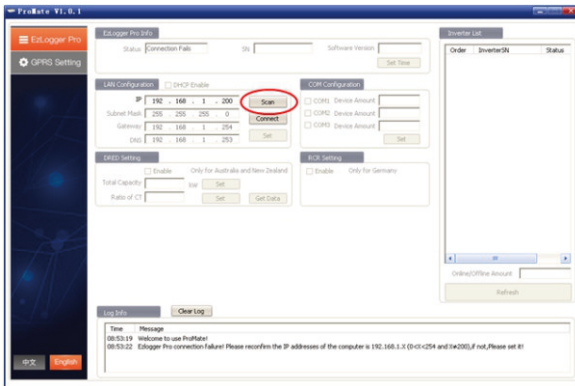 ProMate V1.0.1
EzLogger Pro
GPRS Setting
中文
English
EzLogger Pro Info
Status Connection Fails
SN
Software Version
Set Time
LAN Configuration
DHCP Enable
IP 192 . 168 . 1 . 200
Scan
Subnet Mask 255 . 255 . 255 . 0
Connect
Gateway 192 . 168 . 1 . 254
DNS 192 . 168 . 1 . 253
Set
COM Configuration
COM1 Device Amount
COM2 Device Amount
COM3 Device Amount
Set
DRED Setting
Enable Only for Australia and New Zealand
Total Capacity kW Set
Ratio of CT Set Get Data
RCR Setting
Enable Only for Germany
Inverter List
Order InverterSN Status
Online/Offline Amount
Refresh
Log Info
Clear Log
Time Message
08:53:19 Welcome to use ProMate!
08:53:22 Ezlogger Pro connection failure! Please reconfirm the IP addresses of the computer is 192.168.1.X (0<X<254 and X≠200),if not,Please set it!